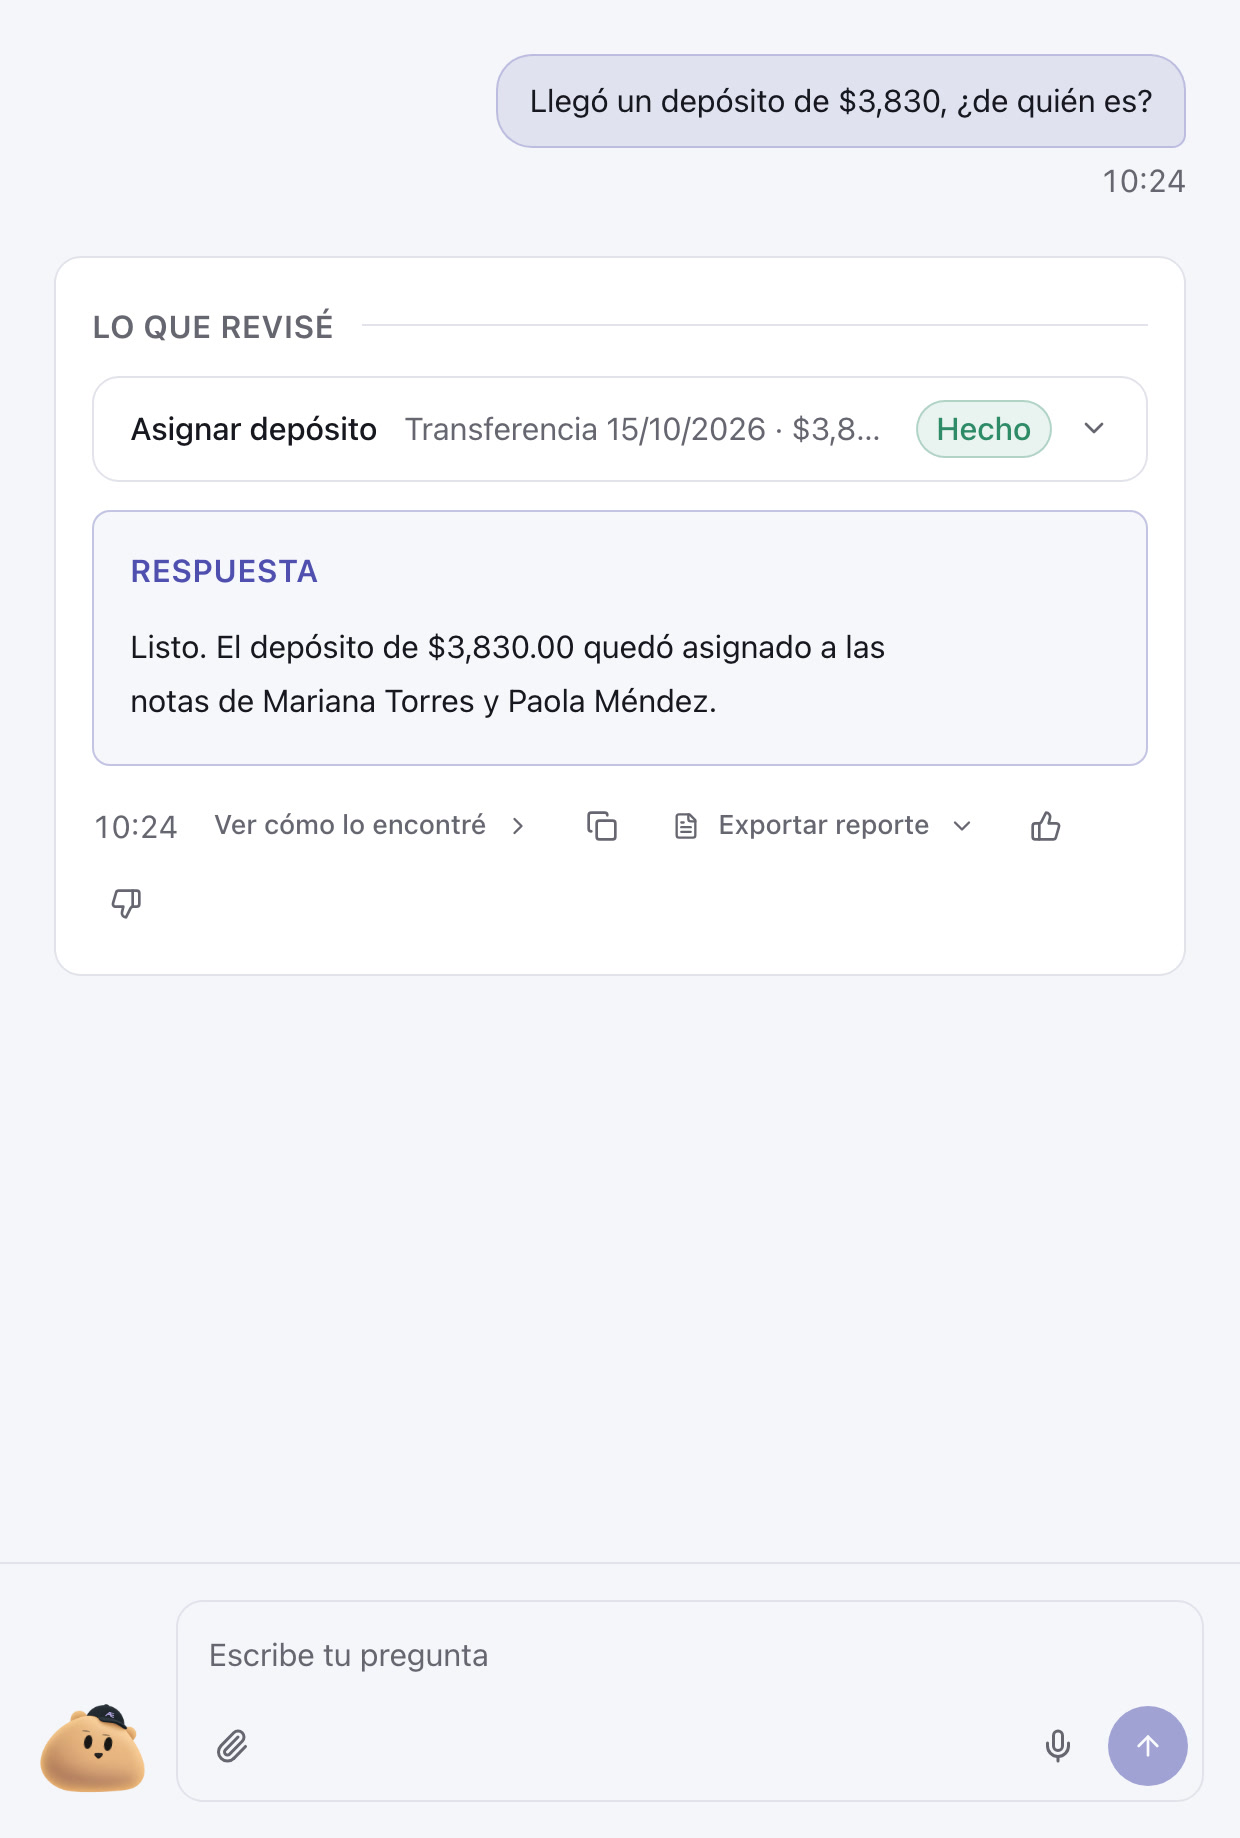 Llegó un depósito de $3,830, ¿de quién es?
10:24
LO QUE REVISÉ
Asignar depósito Transferencia 15/10/2026 · $3,8... Hecho
RESPUESTA
Listo. El depósito de $3,830.00 quedó asignado a las
notas de Mariana Torres y Paola Méndez.
10:24 Ver cómo lo encontré Exportar reporte
Escribe tu pregunta